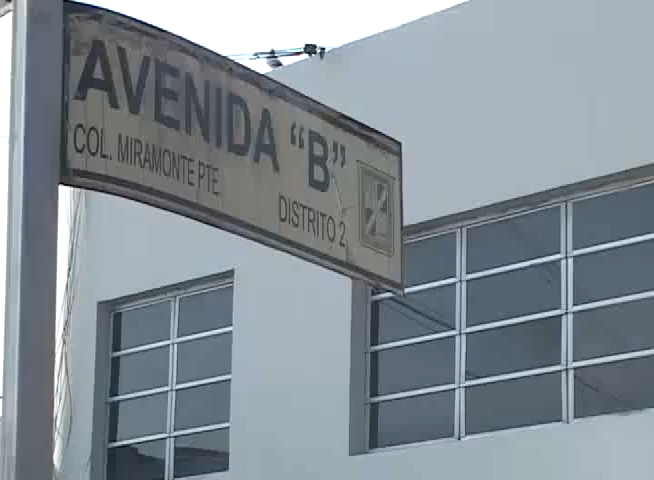 AVENIDA "B"
COL. MIRAMONTE PTE.
DISTRITO 2